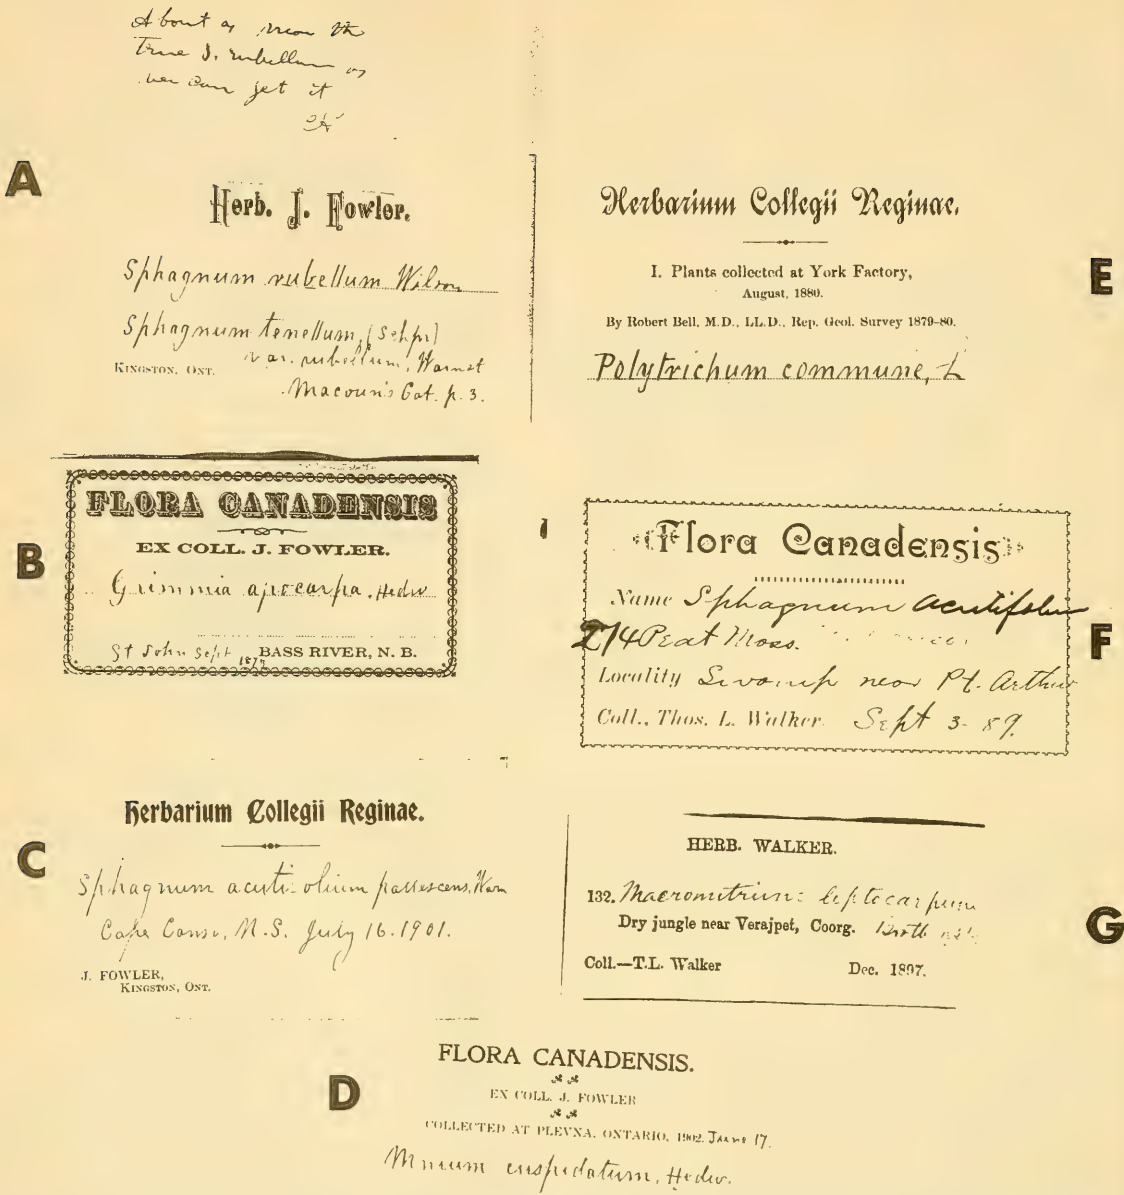 About as near the
True S. rubellum as
we can get it
A
Herb. J. Fowler.
Sphagnum rubellum Wilson
Sphagnum tenellum, (Schpr)
var. rubellum, Warnst
KINGSTON, ONT.
Macoun's Cat. p. 3.
B
FLORA CANADENSIS
EX COLL. J. FOWLER.
Grimmia apocarpa, Hedw
St John Sept 1877 BASS RIVER, N. B.
C
Herbarium Collegii Reginae.
Sphagnum acuti olium pallescens, Warn
Cape Canso, N.S. July 16. 1901.
J. FOWLER,
KINGSTON, ONT.
D
FLORA CANADENSIS.
EX COLL. J. FOWLER
COLLECTED AT PLEVNA, ONTARIO, 1902. June 17.
Mnium cuspidatum, Hedw.
E
Herbarium Collegii Reginae.
I. Plants collected at York Factory,
August, 1880.
By Robert Bell, M.D., LL.D., Rep. Geol. Survey 1879-80.
Polytrichum commune, L
F
Flora Canadensis
Name Sphagnum acutifolium
274 Peat Moss.
Locality Swamp near Pt. Arthur
Coll., Thos. L. Walker. Sept 3-89.
G
HERB. WALKER.
132. Macromitrium leptocarpum
Dry jungle near Verajpet, Coorg. Broth
Coll.—T.L. Walker Dec. 1897.